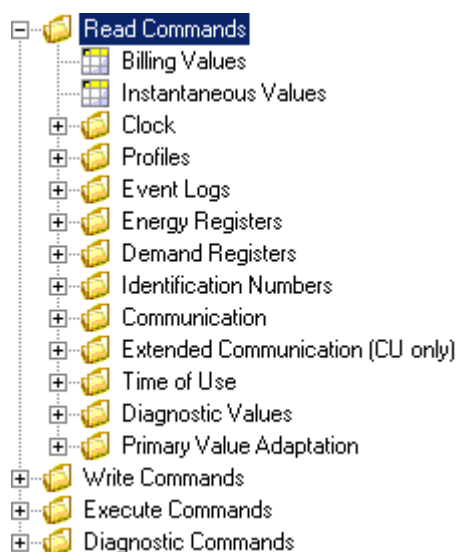 Read Commands
Billing Values
Instantaneous Values
Clock
Profiles
Event Logs
Energy Registers
Demand Registers
Identification Numbers
Communication
Extended Communication (CU only)
Time of Use
Diagnostic Values
Primary Value Adaptation
Write Commands
Execute Commands
Diagnostic Commands